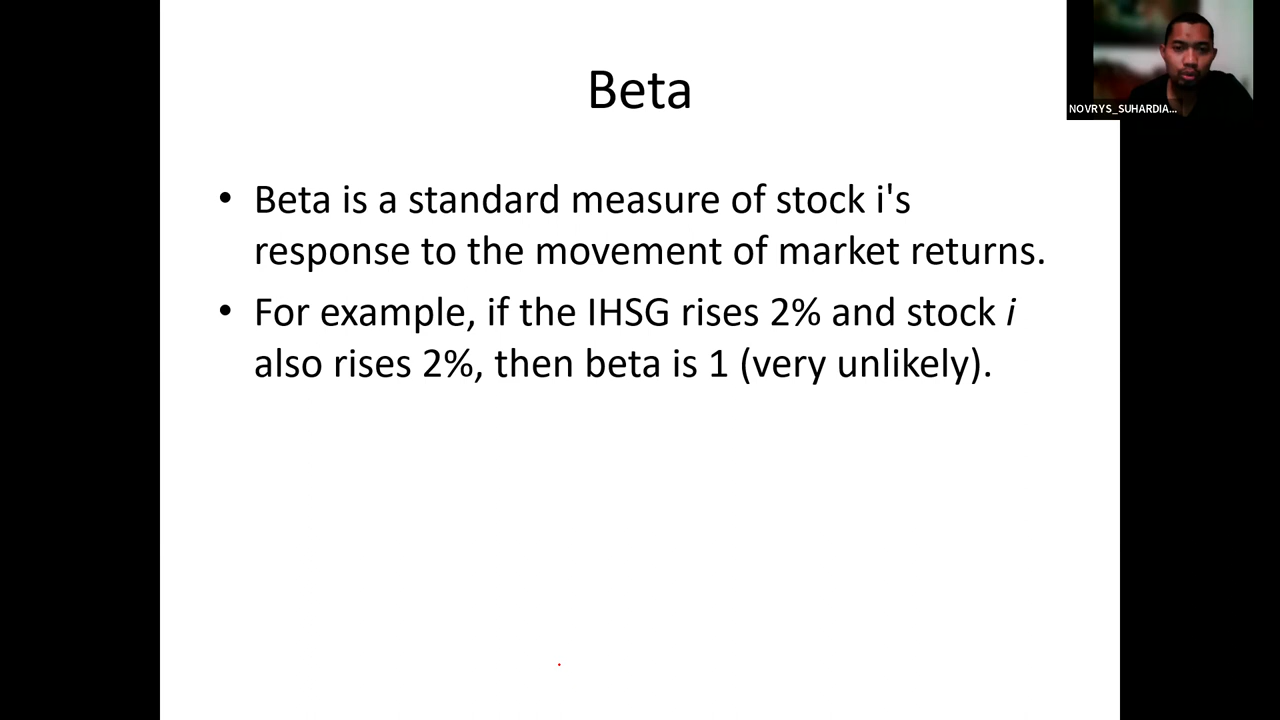 Beta
NOVRYS_SUHARDIA...
• Beta is a standard measure of stock i's
response to the movement of market returns.
• For example, if the IHSG rises 2% and stock i
also rises 2%, then beta is 1 (very unlikely).